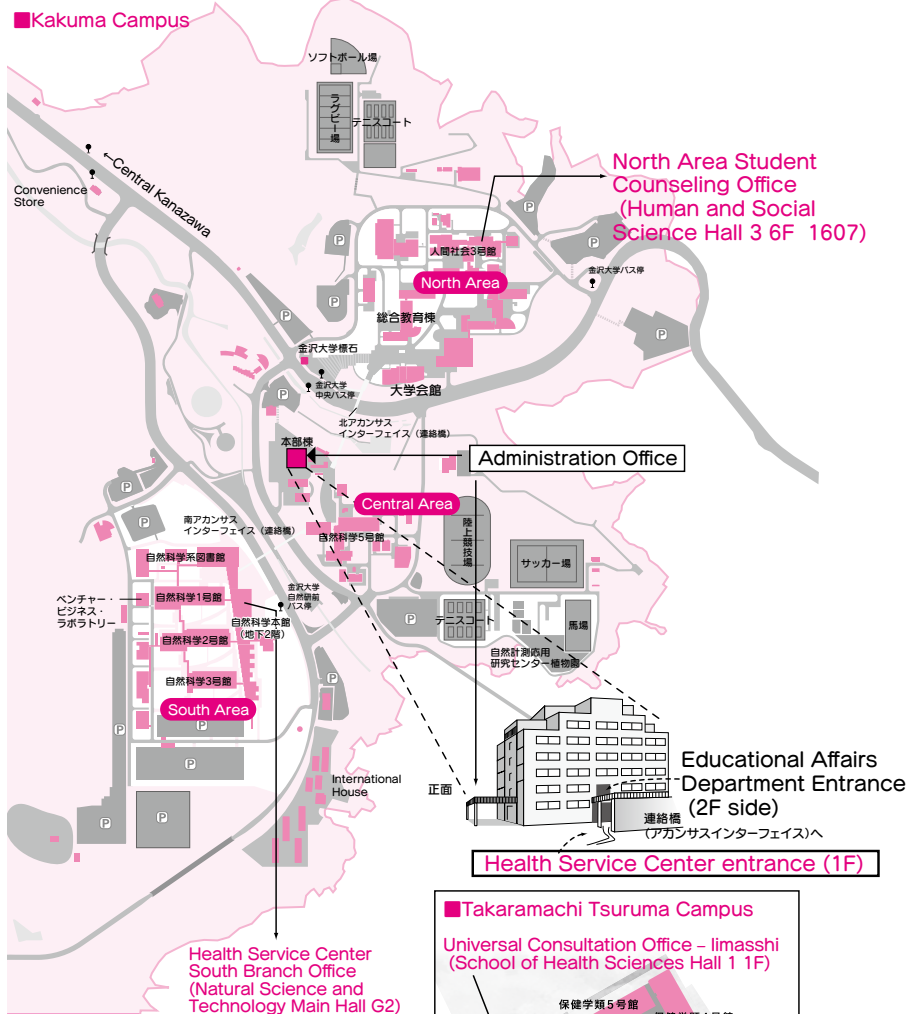 ■Kakuma Campus
ソフトボール場
ラグビー場
テニスコート
←Central Kanazawa
Convenience
Store
North Area Student
Counseling Office
(Human and Social
Science Hall 3 6F 1607)
P
P
P
人間社会3号館
North Area
金沢大学バス停
P
P
P
総合教育棟
金沢大学標石
金沢大学
中央バス停
大学会館
P
北アカンサス
インターフェイス(連絡橋)
本部棟
Administration Office
P
Central Area
南アカンサス
インターフェイス(連絡橋)
P
自然科学5号館
陸上競技場
サッカー場
自然科学系図書館
ベンチャー・
ビジネス・
ラボラトリー
自然科学1号館
金沢大学
自然研前
バス停
自然科学本館
(地下2階)
P
テニスコート
馬場
自然科学2号館
自然計測応用
研究センター植物園
自然科学3号館
P
South Area
P
P
P
International
House
正面
Educational Affairs
Department Entrance
(2F side)
連絡橋
(アカンサスインターフェイス)へ
P
P
Health Service Center entrance (1F)
Health Service Center
South Branch Office
(Natural Science and
Technology Main Hall G2)
■Takaramachi Tsuruma Campus
Universal Consultation Office – Iimasshi
(School of Health Sciences Hall 1 1F)
保健学類5号館